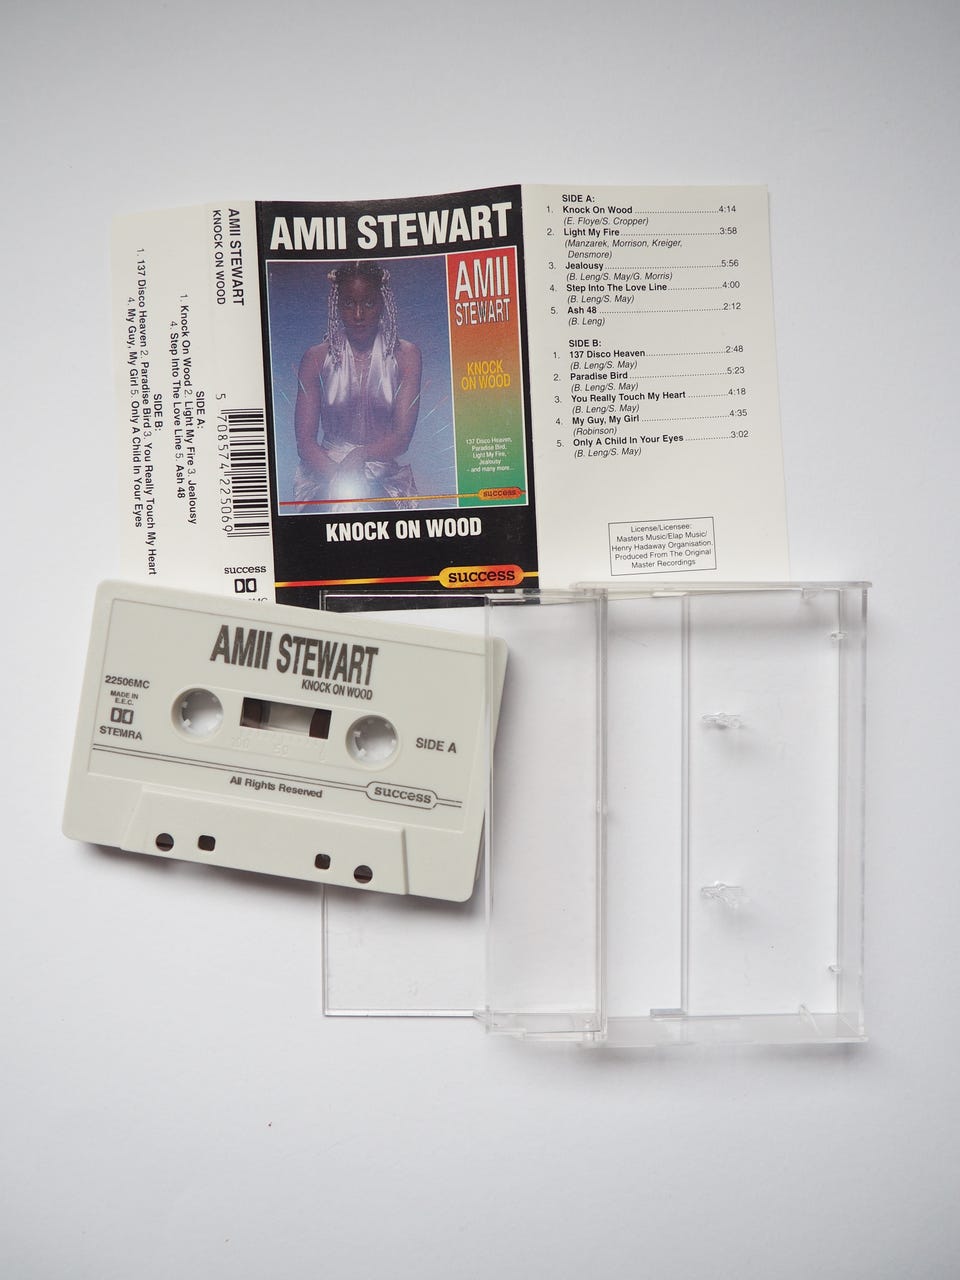 AMII STEWART
KNOCK ON WOOD
SIDE A:
1. Knock On Wood 2. Light My Fire 3. Jealousy
4. Step Into The Love Line 5. Ash 48
SIDE B:
1. 137 Disco Heaven 2. Paradise Bird 3. You Really Touch My Heart
4. My Guy, My Girl 5. Only A Child In Your Eyes
5 708574 225069
success
AMII STEWART
AMII
STEWART
KNOCK
ON WOOD
137 Disco Heaven,
Paradise Bird,
Light My Fire,
Jealousy
- and many more...
success
KNOCK ON WOOD
success
SIDE A:
1. Knock On Wood ..............................4:14
(E. Floye/S. Cropper)
2. Light My Fire....................................3:58
(Manzarek, Morrison, Kreiger,
Densmore)
3. Jealousy..........................................5:56
(B. Leng/S. May/G. Morris)
4. Step Into The Love Line....................4:00
(B. Leng/S. May)
5. Ash 48 .............................................2:12
(B. Leng)
SIDE B:
1. 137 Disco Heaven.............................2:48
(B. Leng/S. May)
2. Paradise Bird ...................................5:23
(B. Leng/S. May)
3. You Really Touch My Heart ...............4:18
(B. Leng/S. May)
4. My Guy, My Girl ................................4:35
(Robinson)
5. Only A Child In Your Eyes ................3:02
(B. Leng/S. May)
License/Licensee:
Masters Music/Elap Music/
Henry Hadaway Organisation.
Produced From The Original
Master Recordings
AMII STEWART
KNOCK ON WOOD
22506MC
MADE IN
E.E.C.
STEMRA
100 50 0
SIDE A
All Rights Reserved
success